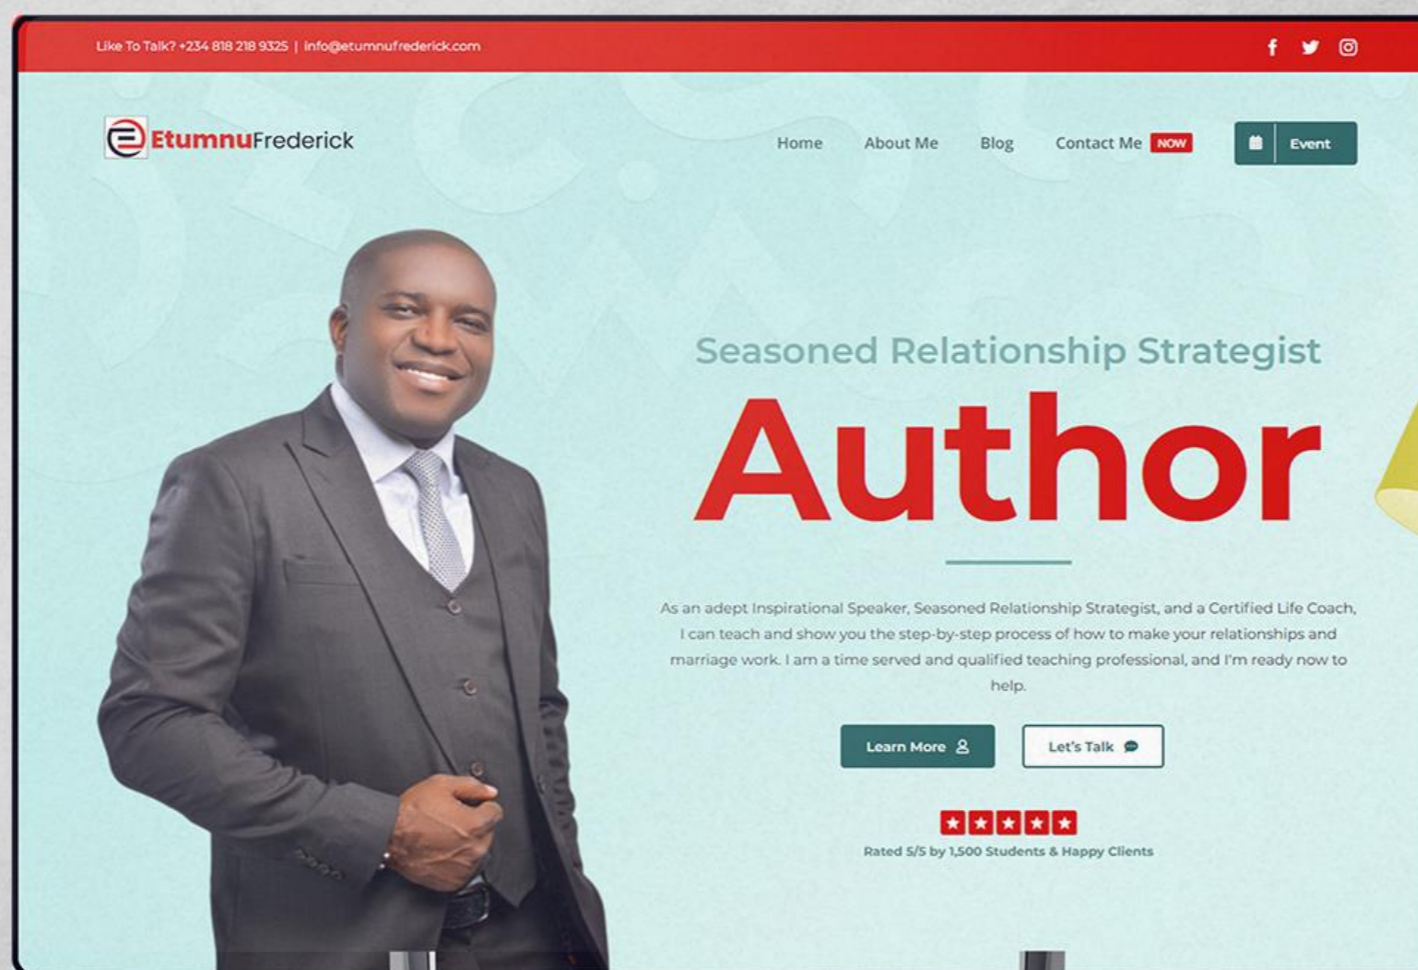 Like To Talk? +234 818 218 9325 | info@etumnufrederick.com
EtumnuFrederick
Home About Me Blog Contact Me NOW Event
Seasoned Relationship Strategist
Author
As an adept Inspirational Speaker, Seasoned Relationship Strategist, and a Certified Life Coach,
I can teach and show you the step-by-step process of how to make your relationships and
marriage work. I am a time served and qualified teaching professional, and I'm ready now to
help.
Learn More Let's Talk
Rated 5/5 by 1,500 Students & Happy Clients